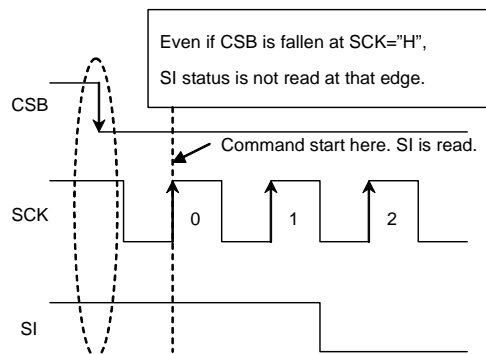 Even if CSB is fallen at SCK=”H”,
SI status is not read at that edge.
CSB
Command start here. SI is read.
SCK
0
1
2
SI